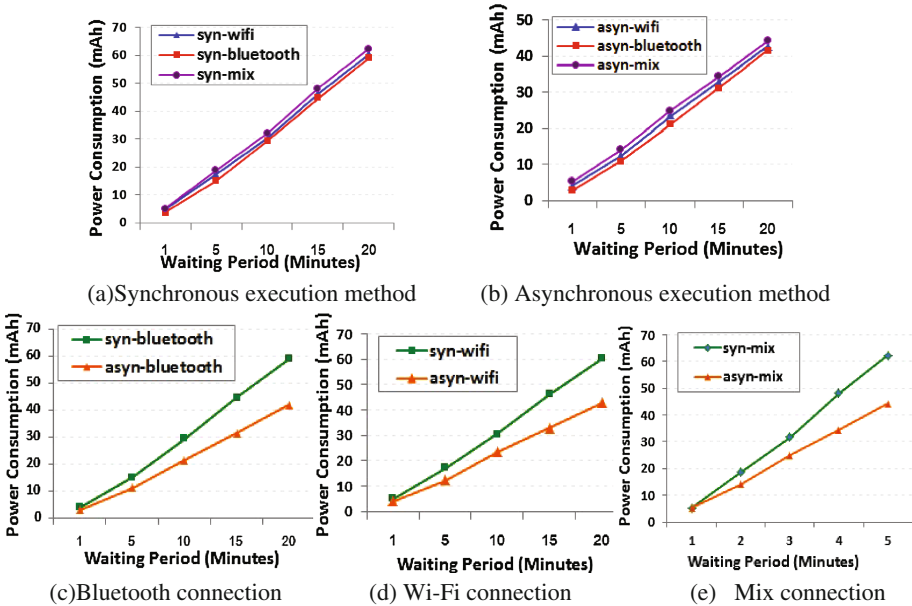 Power Consumption (mAh)
70
60
50
40
30
20
10
0
syn-wifi
syn-bluetooth
syn-mix
1 5 10 15 20
Waiting Period (Minutes)
(a)Synchronous execution method
Power Consumption (mAh)
50
40
30
20
10
0
asyn-wifi
asyn-bluetooth
asyn-mix
1 5 10 15 20
Waiting Period (Minutes)
(b) Asynchronous execution method
Power Consumption (mAh)
70
60
50
40
30
20
10
0
syn-bluetooth
asyn-bluetooth
1 5 10 15 20
Waiting Period (Minutes)
(c)Bluetooth connection
Power Consumption (mAh)
70
60
50
40
30
20
10
0
syn-wifi
asyn-wifi
1 5 10 15 20
Waiting Period (Minutes)
(d) Wi-Fi connection
Power Consumption (mAh)
70
60
50
40
30
20
10
0
syn-mix
asyn-mix
1 2 3 4 5
Waiting Period (Minutes)
(e) Mix connection